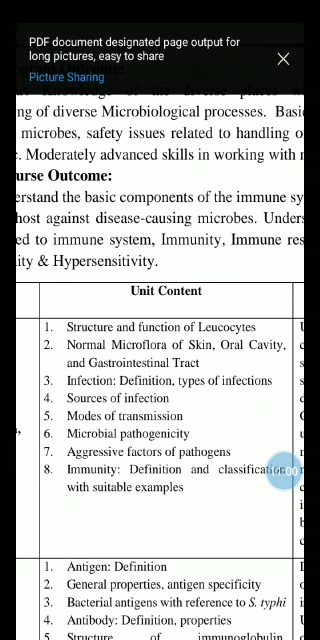 PDF document designated page output for
long pictures, easy to share
Picture Sharing
of the diverse
ng of diverse Microbiological processes. Basi
microbes, safety issues related to handling o
. Moderately advanced skills in working with
urse Outcome:
erstand the basic components of the immune sy
host against disease-causing microbes. Unders
ed to immune system, Immunity, Immune res
ity & Hypersensitivity.
Unit Content
1. Structure and function of Leucocytes
2. Normal Microflora of Skin, Oral Cavity,
and Gastrointestinal Tract
3. Infection: Definition, types of infections
4. Sources of infection
5. Modes of transmission
6. Microbial pathogenicity
7. Aggressive factors of pathogens
8. Immunity: Definition and classification
with suitable examples
1. Antigen: Definition
2. General properties, antigen specificity
3. Bacterial antigens with reference to S. typhi
4. Antibody: Definition, properties
5. Structure of immunoglobulin